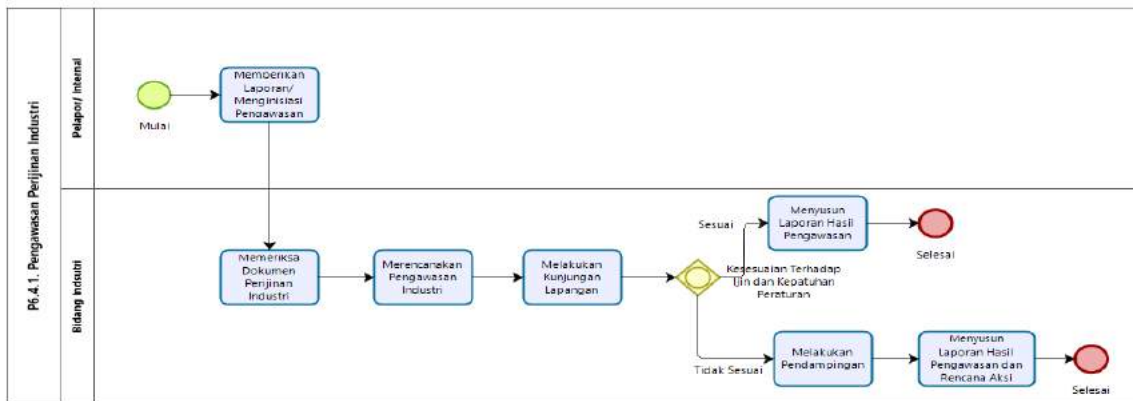 P6.4.1. Pengawasan Perijinan Industri
Pelapor/ Internal
Mulai
Memberikan
Laporan/
Menginisiasi
Pengawasan
Bidang Industri
Memeriksa
Dokumen
Perijinan
Industri
Merencanakan
Pengawasan
Industri
Melakukan
Kunjungan
Lapangan
Kesesuaian Terhadap
Ijin dan Kepatuhan
Peraturan
Sesuai
Menyusun
Laporan Hasil
Pengawasan
Selesai
Tidak Sesuai
Melakukan
Pendampingan
Menyusun
Laporan Hasil
Pengawasan dan
Rencana Aksi
Selesai